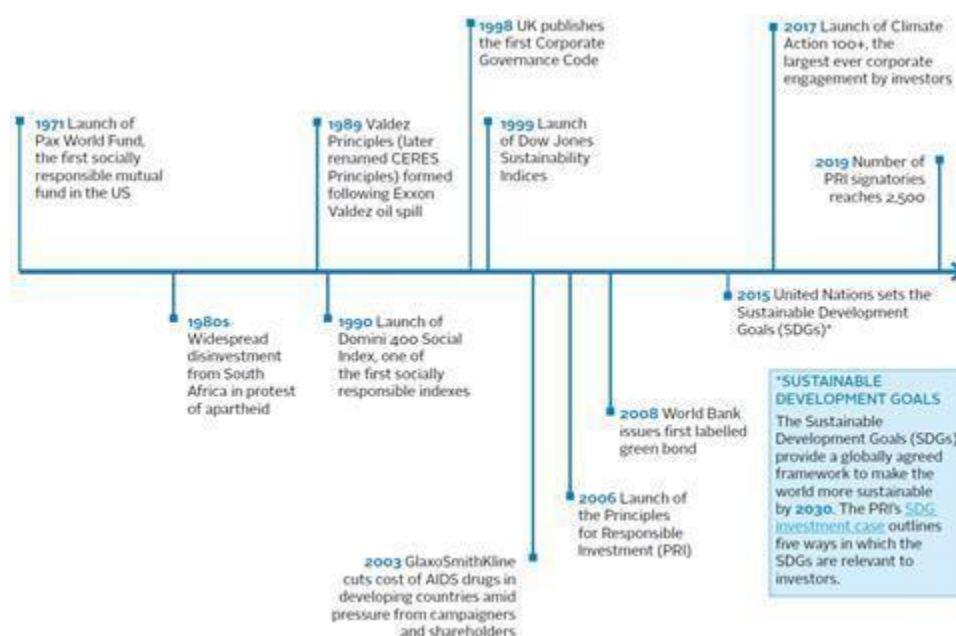 1998 UK publishes
the first Corporate
Governance Code
2017 Launch of Climate
Action 100+, the
largest ever corporate
engagement by investors
1971 Launch of
Pax World Fund,
the first socially
responsible mutual
fund in the US
1989 Valdez
Principles (later
renamed CERES
Principles) formed
following Exxon
Valdez oil spill
1999 Launch
of Dow Jones
Sustainability
Indices
2019 Number of
PRI signatories
reaches 2,500
1980s
Widespread
disinvestment
from South
Africa in protest
of apartheid
1990 Launch of
Domini 400 Social
Index, one of
the first socially
responsible indexes
2015 United Nations sets the
Sustainable Development
Goals (SDGs)*
2008 World Bank
issues first labelled
green bond
2006 Launch of
the Principles
for Responsible
Investment (PRI)
2003 GlaxoSmithKline
cuts cost of AIDS drugs in
developing countries amid
pressure from campaigners
and shareholders
*SUSTAINABLE
DEVELOPMENT GOALS
The Sustainable
Development Goals (SDGs)
provide a globally agreed
framework to make the
world more sustainable
by 2030. The PRI's SDG
investment case outlines
five ways in which the
SDGs are relevant to
investors.